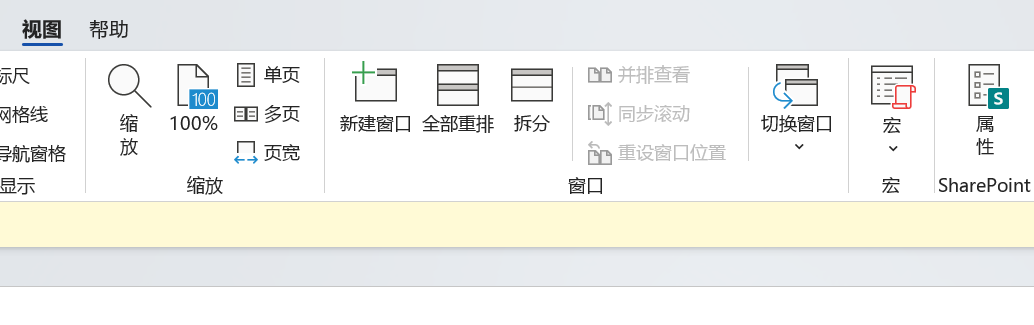 视图 帮助
标尺
网格线
导航窗格
显示
缩放
100
100%
单页
多页
页宽
缩放
新建窗口 全部重排 拆分
并排查看
同步滚动
重设窗口位置
切换窗口
窗口
宏
宏
属性
S
SharePoint